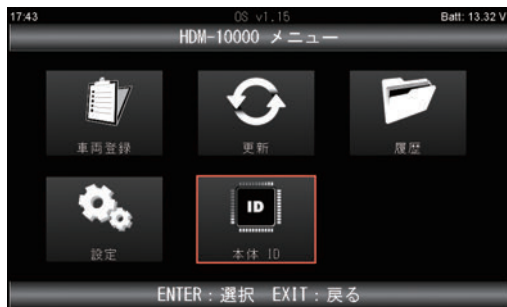 17:43 OS v1.15 Batt: 13.32 V
HDM-10000 メニュー
車両登録 更新 履歴
ID
設定 本体 ID
ENTER：選択 EXIT：戻る